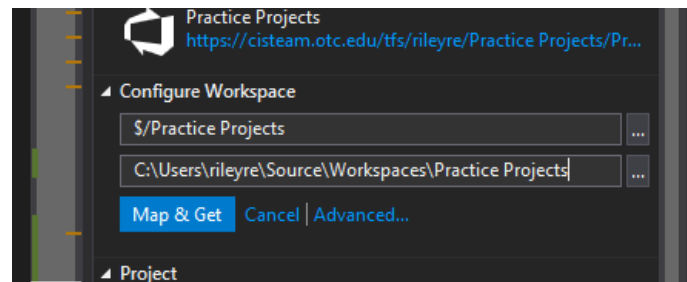 Practice Projects
https://cisteam.otc.edu/tfs/rileyre/Practice Projects/Pr...
Configure Workspace
$/Practice Projects
...
C:\Users\rileyre\Source\Workspaces\Practice Projects
...
Map & Get Cancel | Advanced...
Project